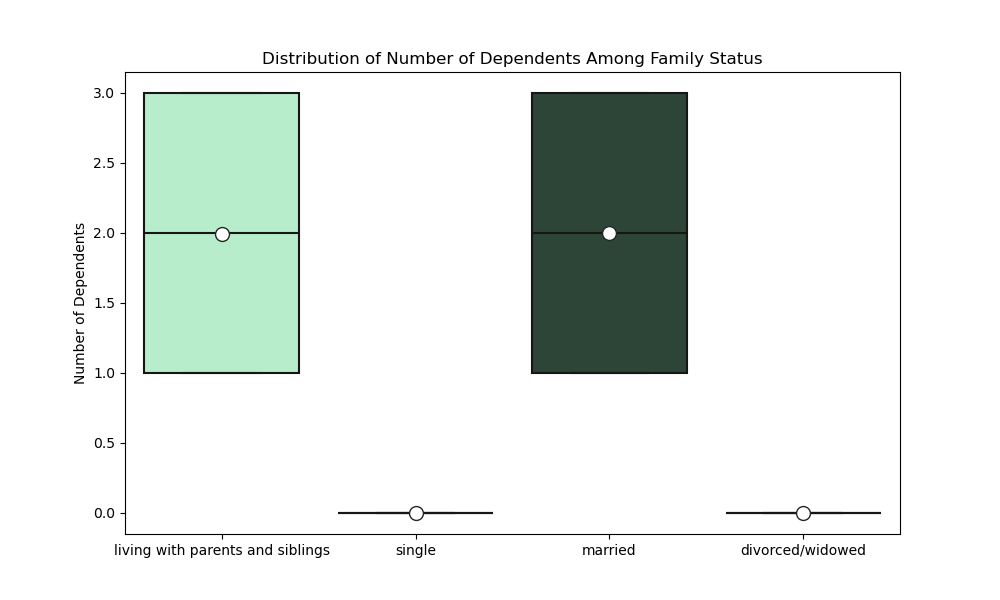 Distribution of Number of Dependents Among Family Status
Number of Dependents
3.0
2.5
2.0
1.5
1.0
0.5
0.0
living with parents and siblings
single
married
divorced/widowed